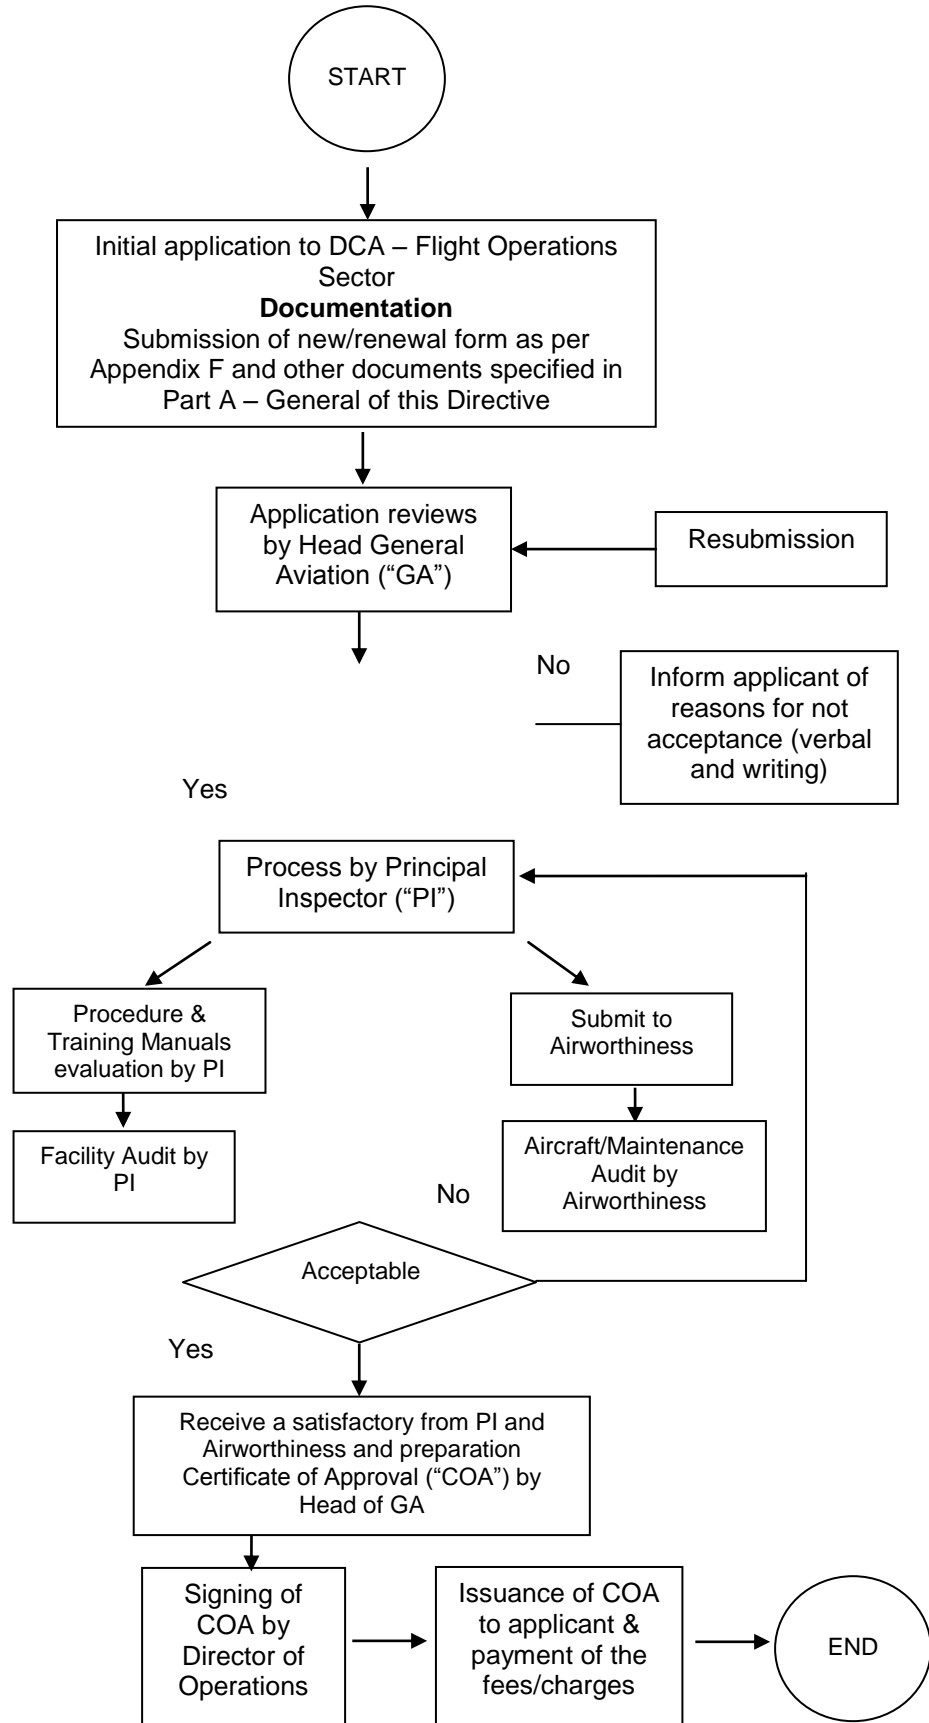 START
Initial application to DCA – Flight Operations
Sector
Documentation
Submission of new/renewal form as per
Appendix F and other documents specified in
Part A – General of this Directive
Application reviews
by Head General
Aviation (“GA”)
Resubmission
No
Inform applicant of
reasons for not
acceptance (verbal
and writing)
Yes
Process by Principal
Inspector (“PI”)
Procedure &
Training Manuals
evaluation by PI
Submit to
Airworthiness
Facility Audit by
PI
Aircraft/Maintenance
Audit by
Airworthiness
No
Acceptable
Yes
Receive a satisfactory from PI and
Airworthiness and preparation
Certificate of Approval (“COA”) by
Head of GA
Signing of
COA by
Director of
Operations
Issuance of COA
to applicant &
payment of the
fees/charges
END